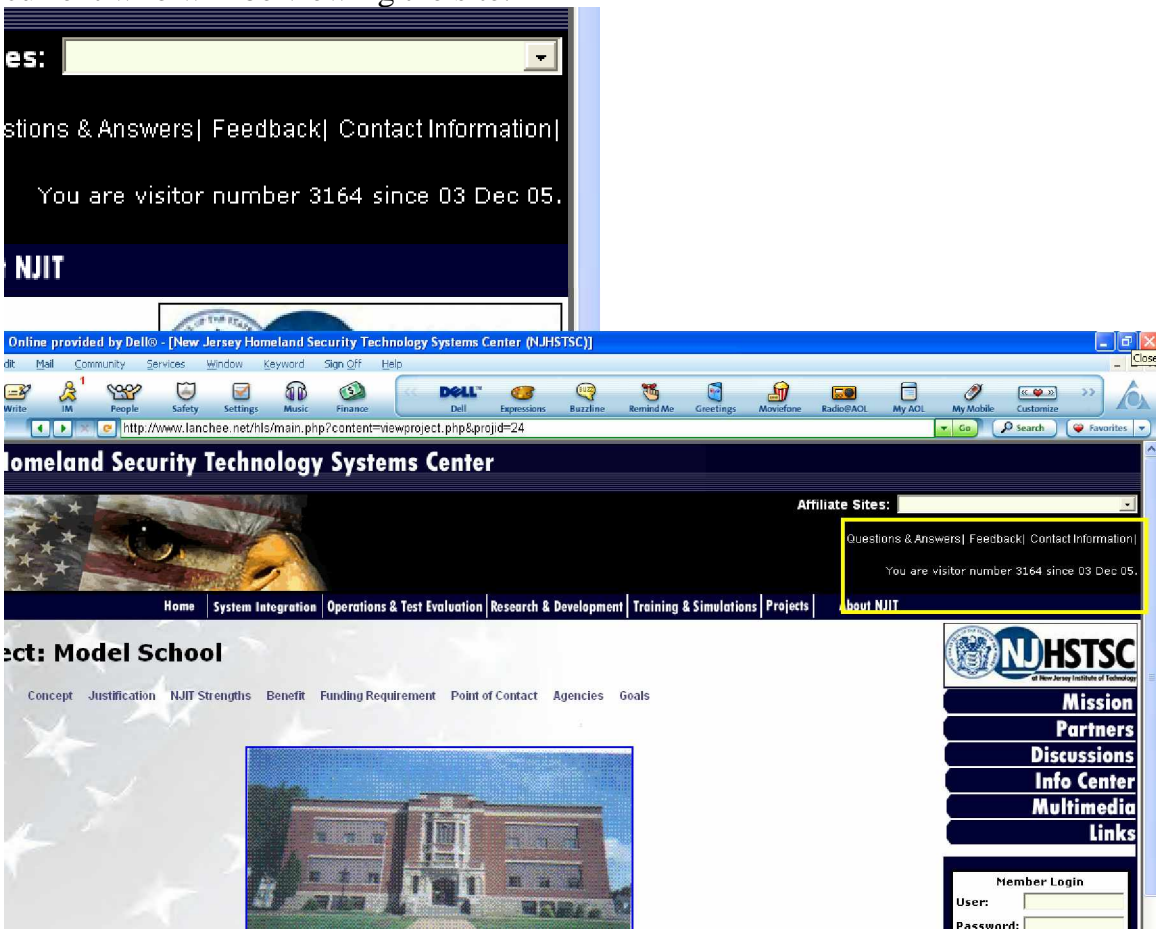 es:
stions & Answers| Feedback| Contact Information|
You are visitor number 3164 since 03 Dec 05.
NJIT
Online provided by Dell® - [New Jersey Homeland Security Technology Systems Center (NJHSTSC)]
Close
dit Mail Community Services Window Keyword Sign Off Help
1
Write IM People Safety Settings Music Finance Dell Expressions Buzzline Remind Me Greetings Moviefone Radio@AOL My AOL My Mobile Customize
http://www.lanchee.net/hls/main.php?content=viewproject.php&projid=24 Go Search Favorites
Homeland Security Technology Systems Center
Affiliate Sites:
Questions & Answers| Feedback| Contact Information|
You are visitor number 3164 since 03 Dec 05.
Home System Integration Operations & Test Evaluation Research & Development Training & Simulations Projects About NJIT
ect: Model School
NJHSTSC
at New Jersey Institute of Technology
Concept Justification NJIT Strengths Benefit Funding Requirement Point of Contact Agencies Goals
Mission
Partners
Discussions
Info Center
Multimedia
Links
Member Login
User:
Password: